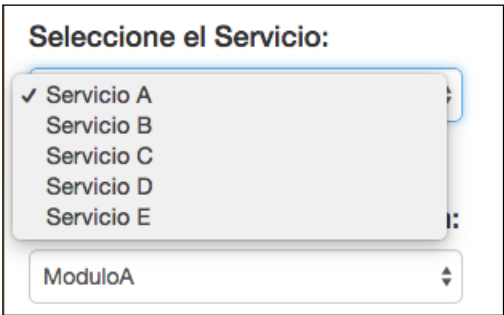 Seleccione el Servicio:
✓ Servicio A
Servicio B
Servicio C
Servicio D
Servicio E
ModuloA